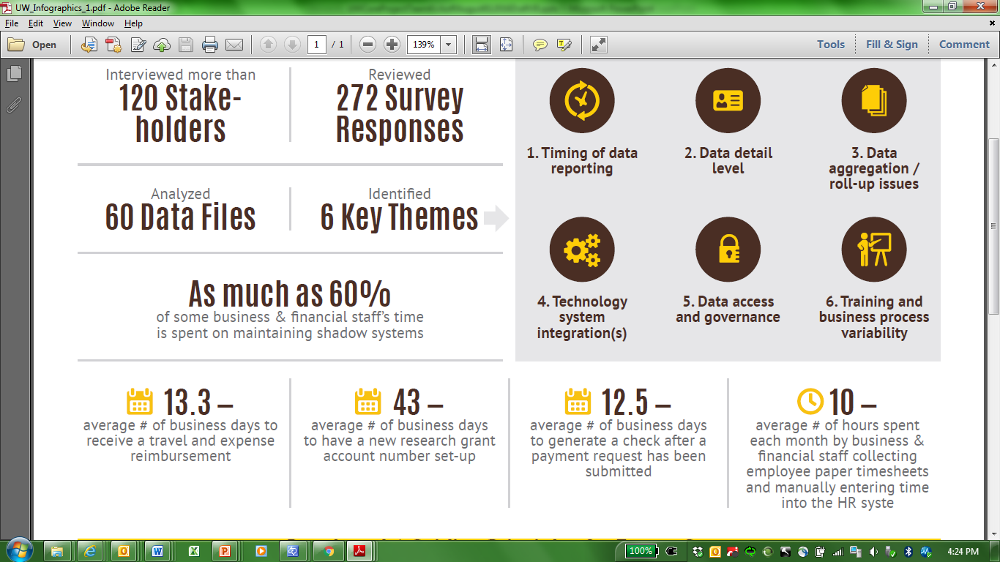 UW_Infographics_1.pdf - Adobe Reader
File Edit View Window Help
Open
1 / 1
139%
Tools
Fill & Sign
Comment
Interviewed more than
120 Stake-
holders
Reviewed
272 Survey
Responses
Analyzed
60 Data Files
Identified
6 Key Themes
As much as 60%
of some business & financial staff's time
is spent on maintaining shadow systems
1. Timing of data
reporting
2. Data detail
level
3. Data
aggregation /
roll-up issues
4. Technology
system
integration(s)
5. Data access
and governance
6. Training and
business process
variability
13.3 –
average # of business days to
receive a travel and expense
reimbursement
43 –
average # of business days
to have a new research grant
account number set-up
12.5 –
average # of business days
to generate a check after a
payment request has been
submitted
10 –
average # of hours spent
each month by business &
financial staff collecting
employee paper timesheets
and manually entering time
into the HR syste
100%
4:24 PM